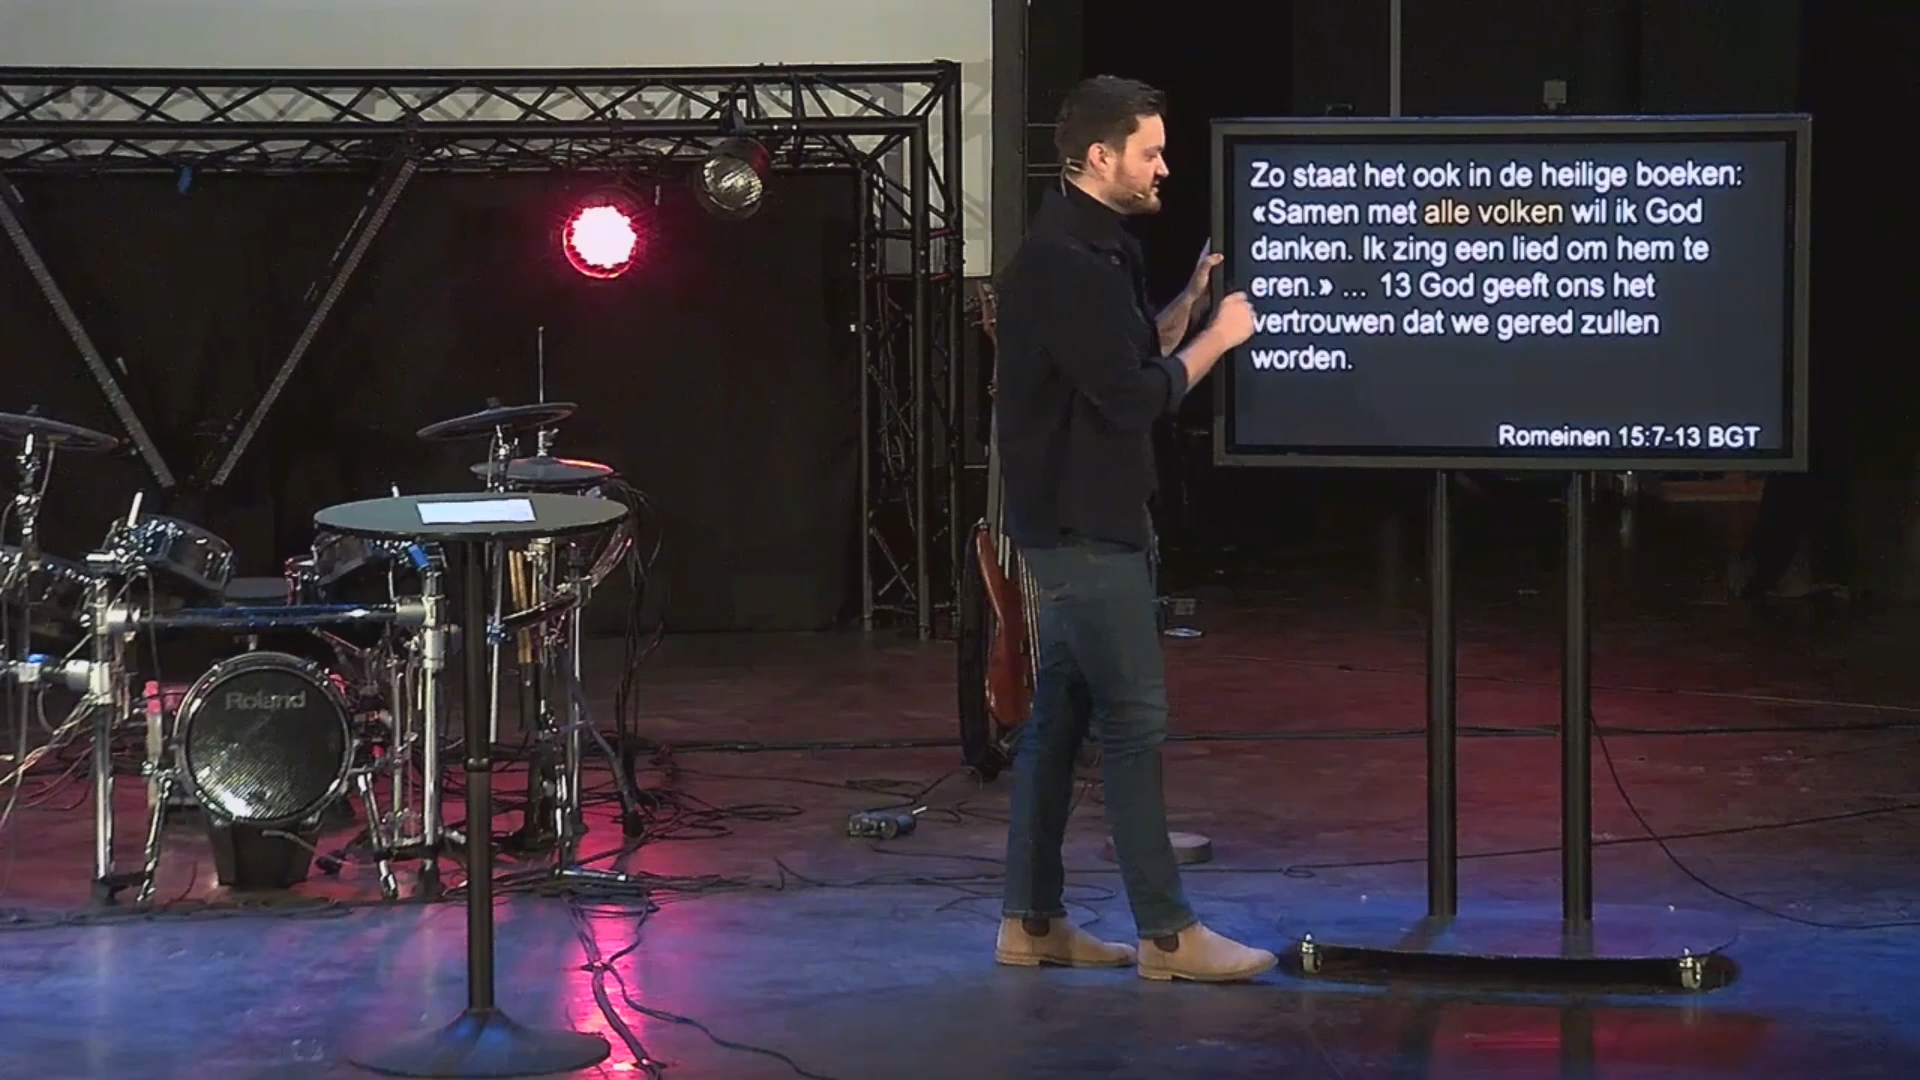 Zo staat het ook in de heilige boeken:
«Samen met alle volken wil ik God
danken. Ik zing een lied om hem te
eren.» ... 13 God geeft ons het
vertrouwen dat we gered zullen
worden.
Romeinen 15:7-13 BGT
Roland